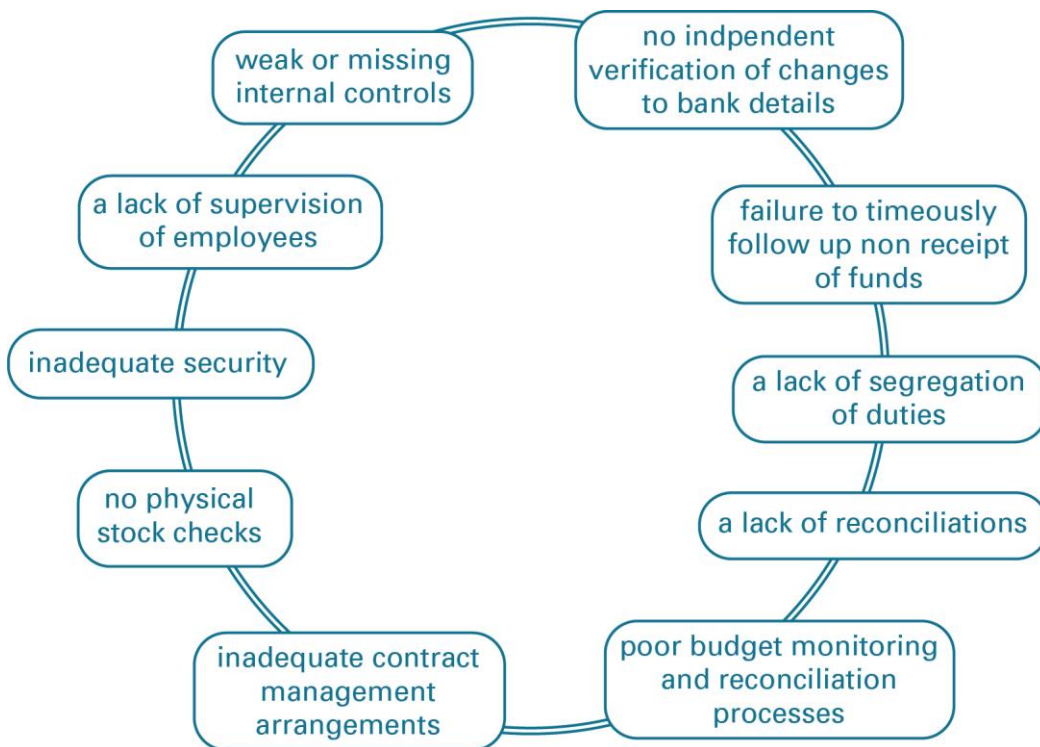 weak or missing
internal controls
no indpendent
verification of changes
to bank details
failure to timeously
follow up non receipt
of funds
a lack of segregation
of duties
a lack of reconciliations
poor budget monitoring
and reconciliation
processes
inadequate contract
management
arrangements
no physical
stock checks
inadequate security
a lack of supervision
of employees